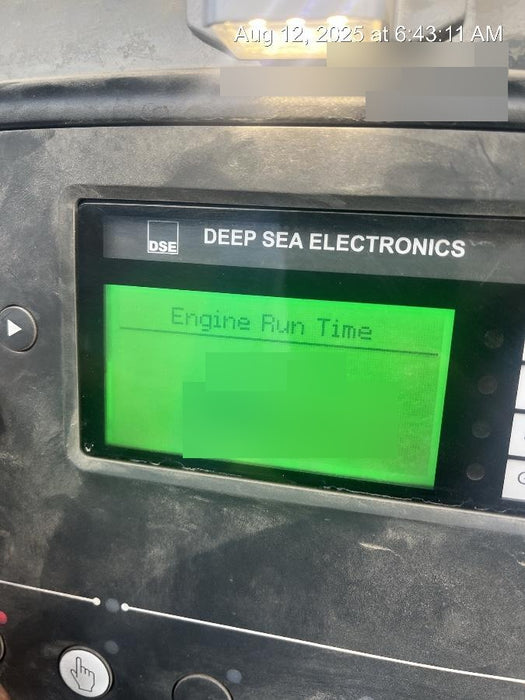 Aug 12, 2025 at 6:43:11 AM
DSE
DEEP SEA ELECTRONICS
Engine Run Time